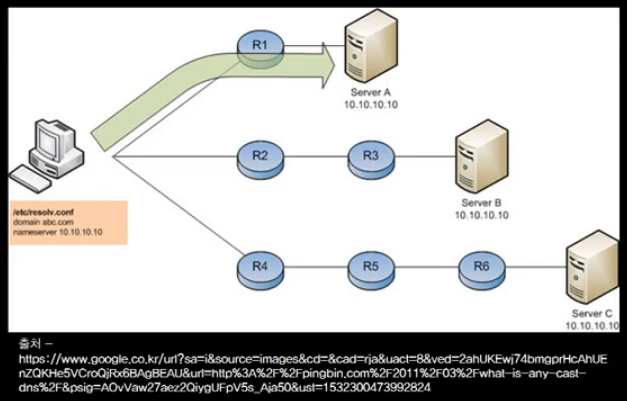 R1
Server A
10.10.10.10
R2
R3
Server B
10.10.10.10
/etc/resolv.conf
domain abc.com
nameserver 10.10.10.10
R4
R5
R6
Server C
10.10.10.10
출처 -
https://www.google.co.kr/url?sa=i&source=images&cd=&cad=rja&uact=8&ved=2ahUKEwj74bmgprHcAhUE
nZQKHe5VCroQjRx6BAgBEAU&url=http%3A%2F%2Fpingbin.com%2F2011%2F03%2Fwhat-is-any-cast-
dns%2F&psig=AOvVaw27aez2QiygUFpV5s_Aja50&ust=1532300473992824